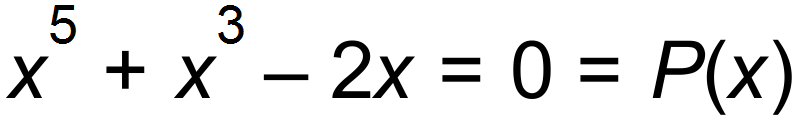 x⁵ + x³ – 2x = 0 = P(x)